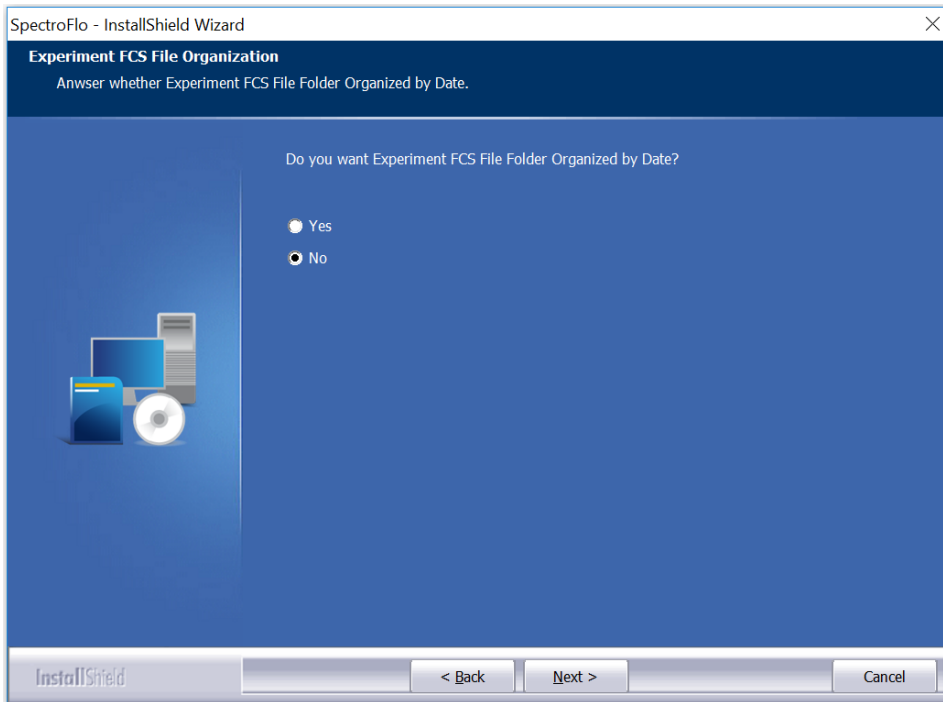 SpectroFlo - InstallShield Wizard
Experiment FCS File Organization
Anwser whether Experiment FCS File Folder Organized by Date.
Do you want Experiment FCS File Folder Organized by Date?
Yes
No
InstallShield
< Back
Next >
Cancel